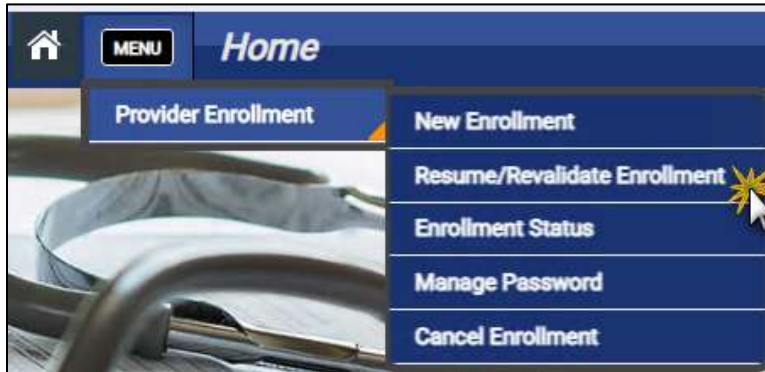 MENU Home
Provider Enrollment
New Enrollment
Resume/Revalidate Enrollment
Enrollment Status
Manage Password
Cancel Enrollment